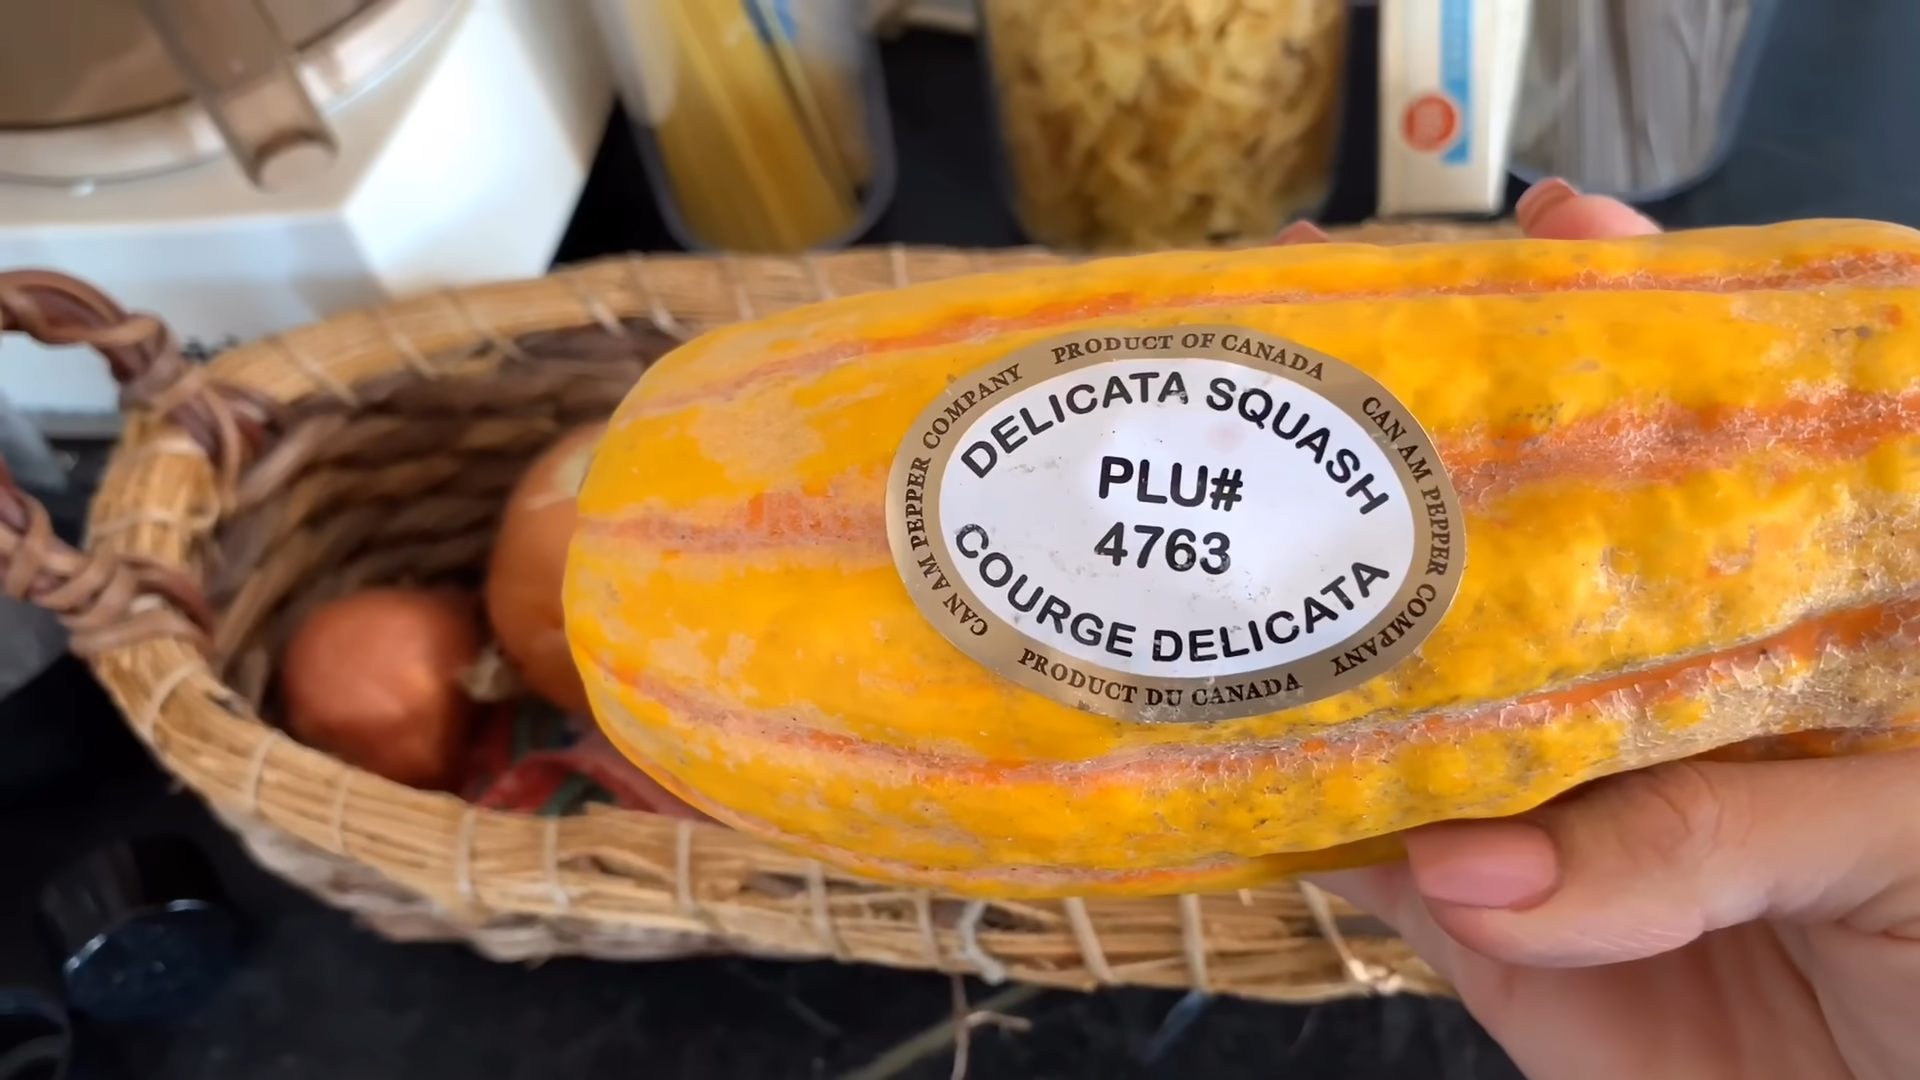 PRODUCT OF CANADA
CAN AM PEPPER COMPANY
CAN AM PEPPER COMPANY
DELICATA SQUASH
PLU#
4763
COURGE DELICATA
PRODUCT DU CANADA